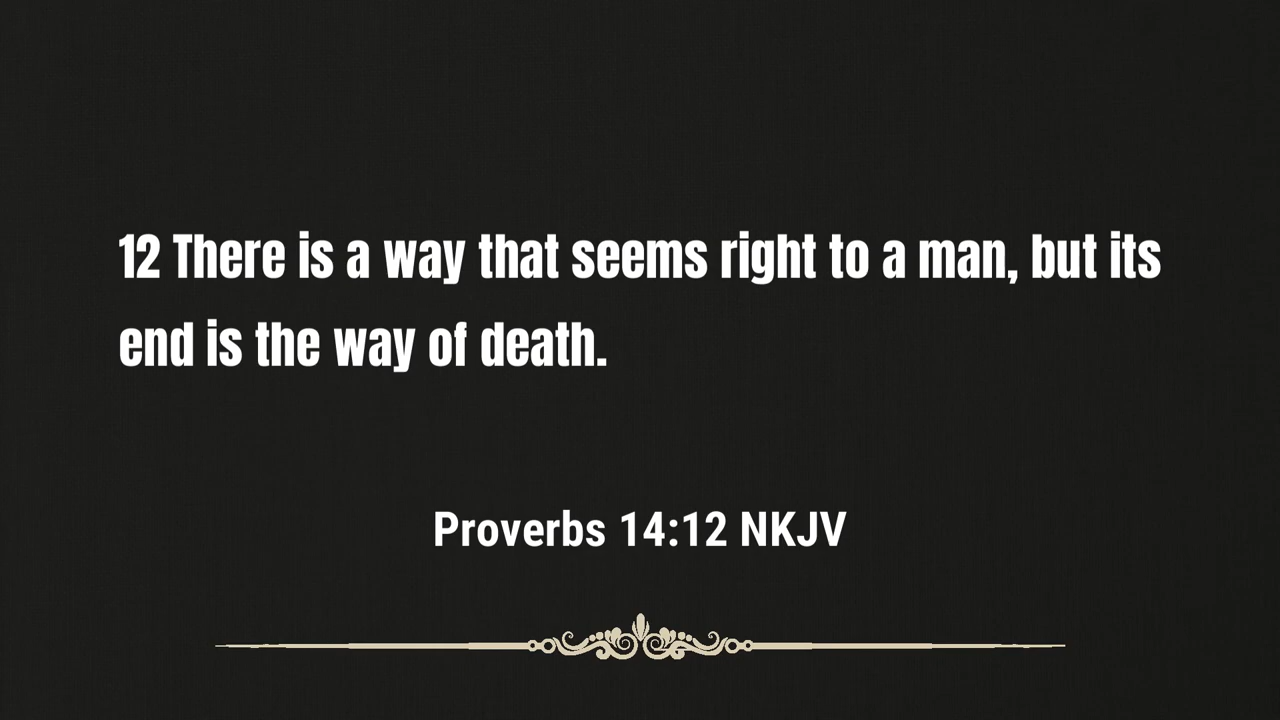 12 There is a way that seems right to a man, but its
end is the way of death.
Proverbs 14:12 NKJV